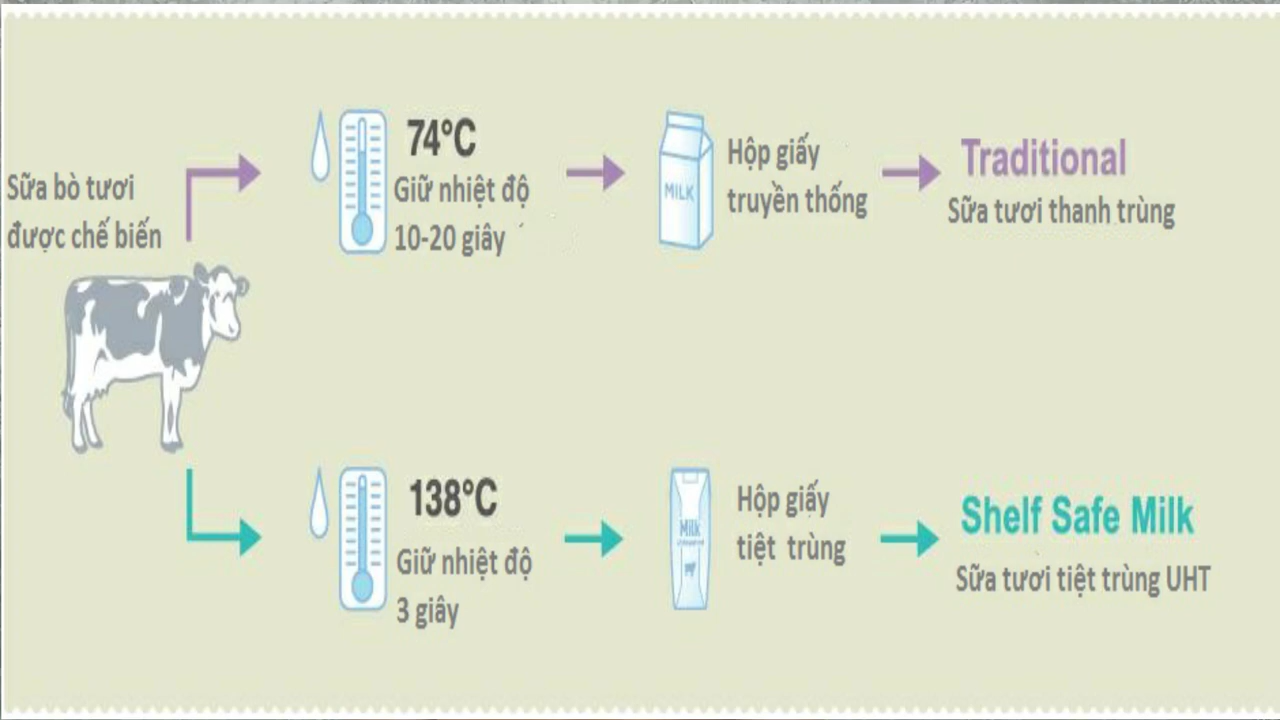 Sữa bò tươi
được chế biến
74°C
Giữ nhiệt độ
10-20 giây
MILK
Hộp giấy
truyền thống
Traditional
Sữa tươi thanh trùng
138°C
Giữ nhiệt độ
3 giây
Milk
Hộp giấy
tiệt trùng
Shelf Safe Milk
Sữa tươi tiệt trùng UHT